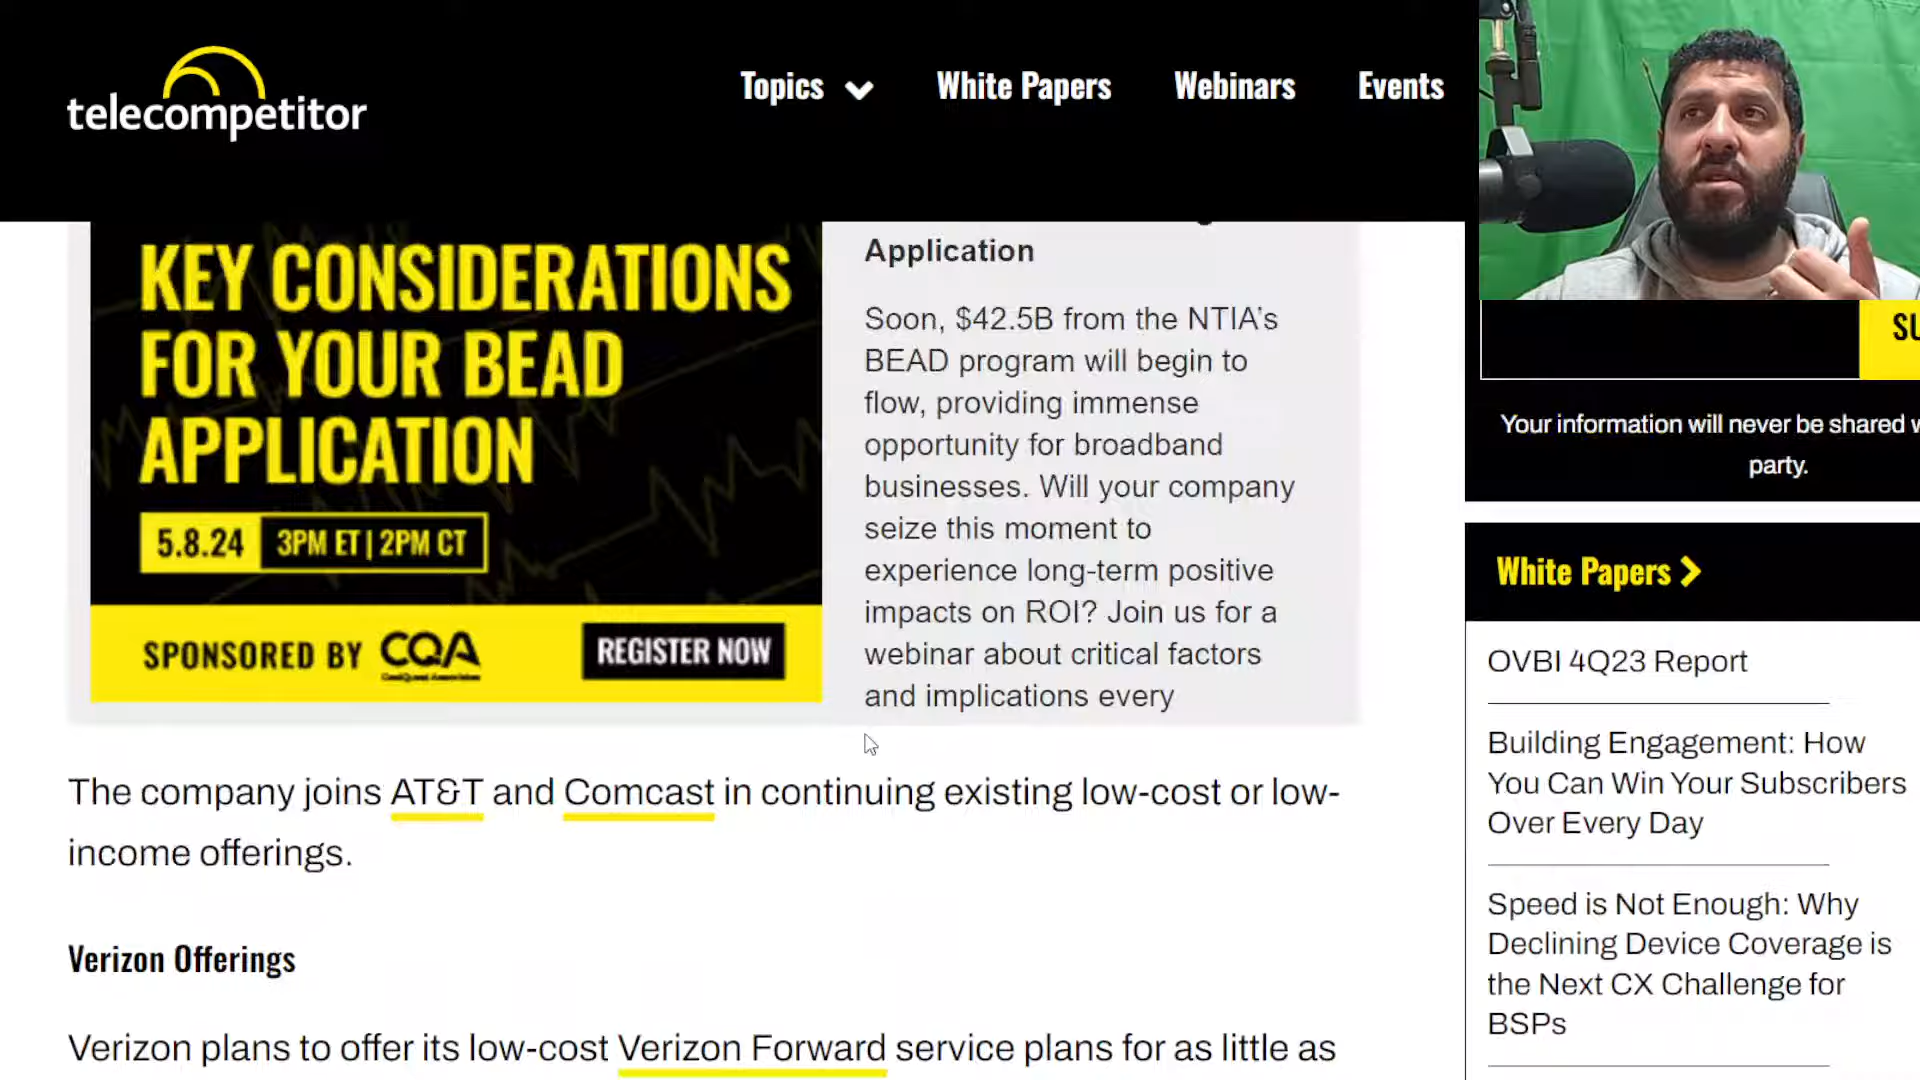 telecompetitor
Topics
White Papers
Webinars
Events
KEY CONSIDERATIONS
FOR YOUR BEAD
APPLICATION
5.8.24
3PM ET | 2PM CT
SPONSORED BY CQA
REGISTER NOW
Application
Soon, $42.5B from the NTIA's
BEAD program will begin to
flow, providing immense
opportunity for broadband
businesses. Will your company
seize this moment to
experience long-term positive
impacts on ROI? Join us for a
webinar about critical factors
and implications every
The company joins AT&T and Comcast in continuing existing low-cost or low-
income offerings.
Verizon Offerings
Verizon plans to offer its low-cost Verizon Forward service plans for as little as
SU
Your information will never be shared w
party.
White Papers
OVBI 4Q23 Report
Building Engagement: How
You Can Win Your Subscribers
Over Every Day
Speed is Not Enough: Why
Declining Device Coverage is
the Next CX Challenge for
BSPs